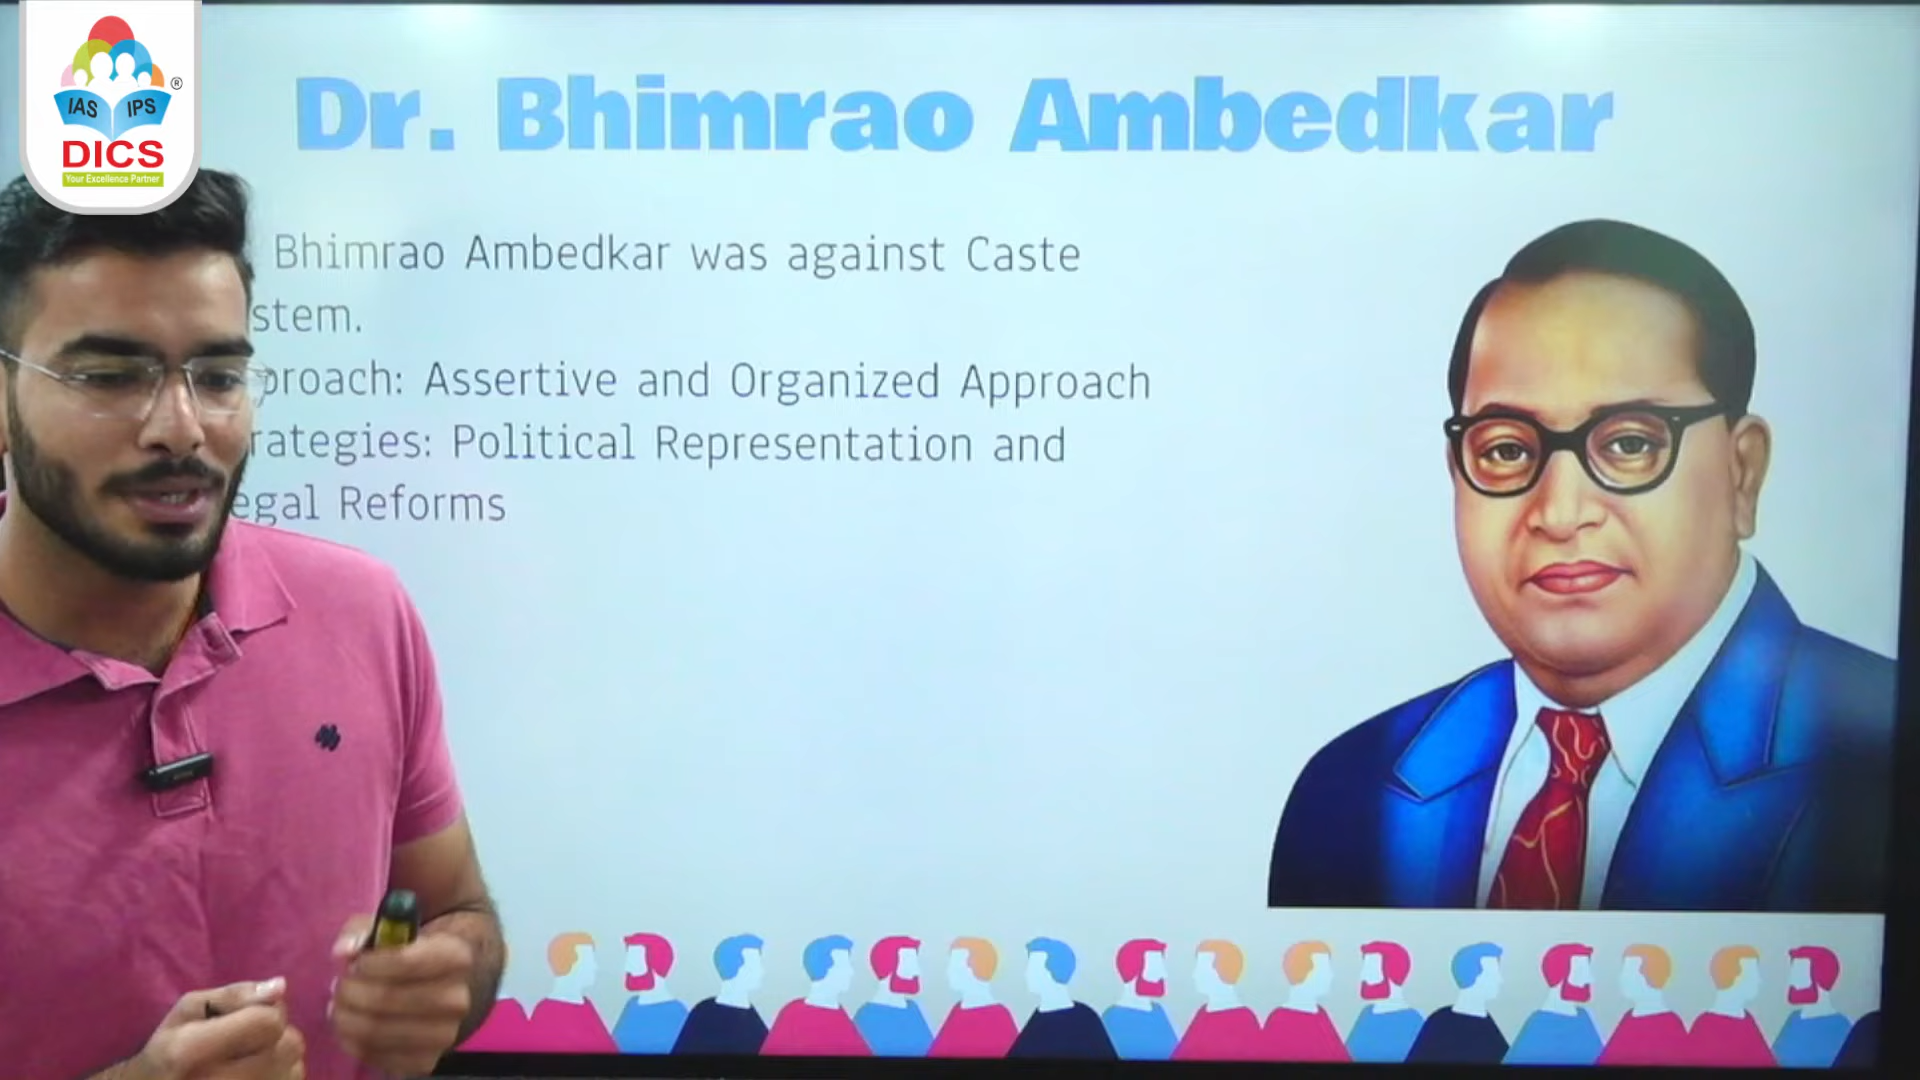 IAS IPS
DICS
Your Excellence Partner
®
Dr. Bhimrao Ambedkar
Bhimrao Ambedkar was against Caste
stem.
proach: Assertive and Organized Approach
rategies: Political Representation and
egal Reforms